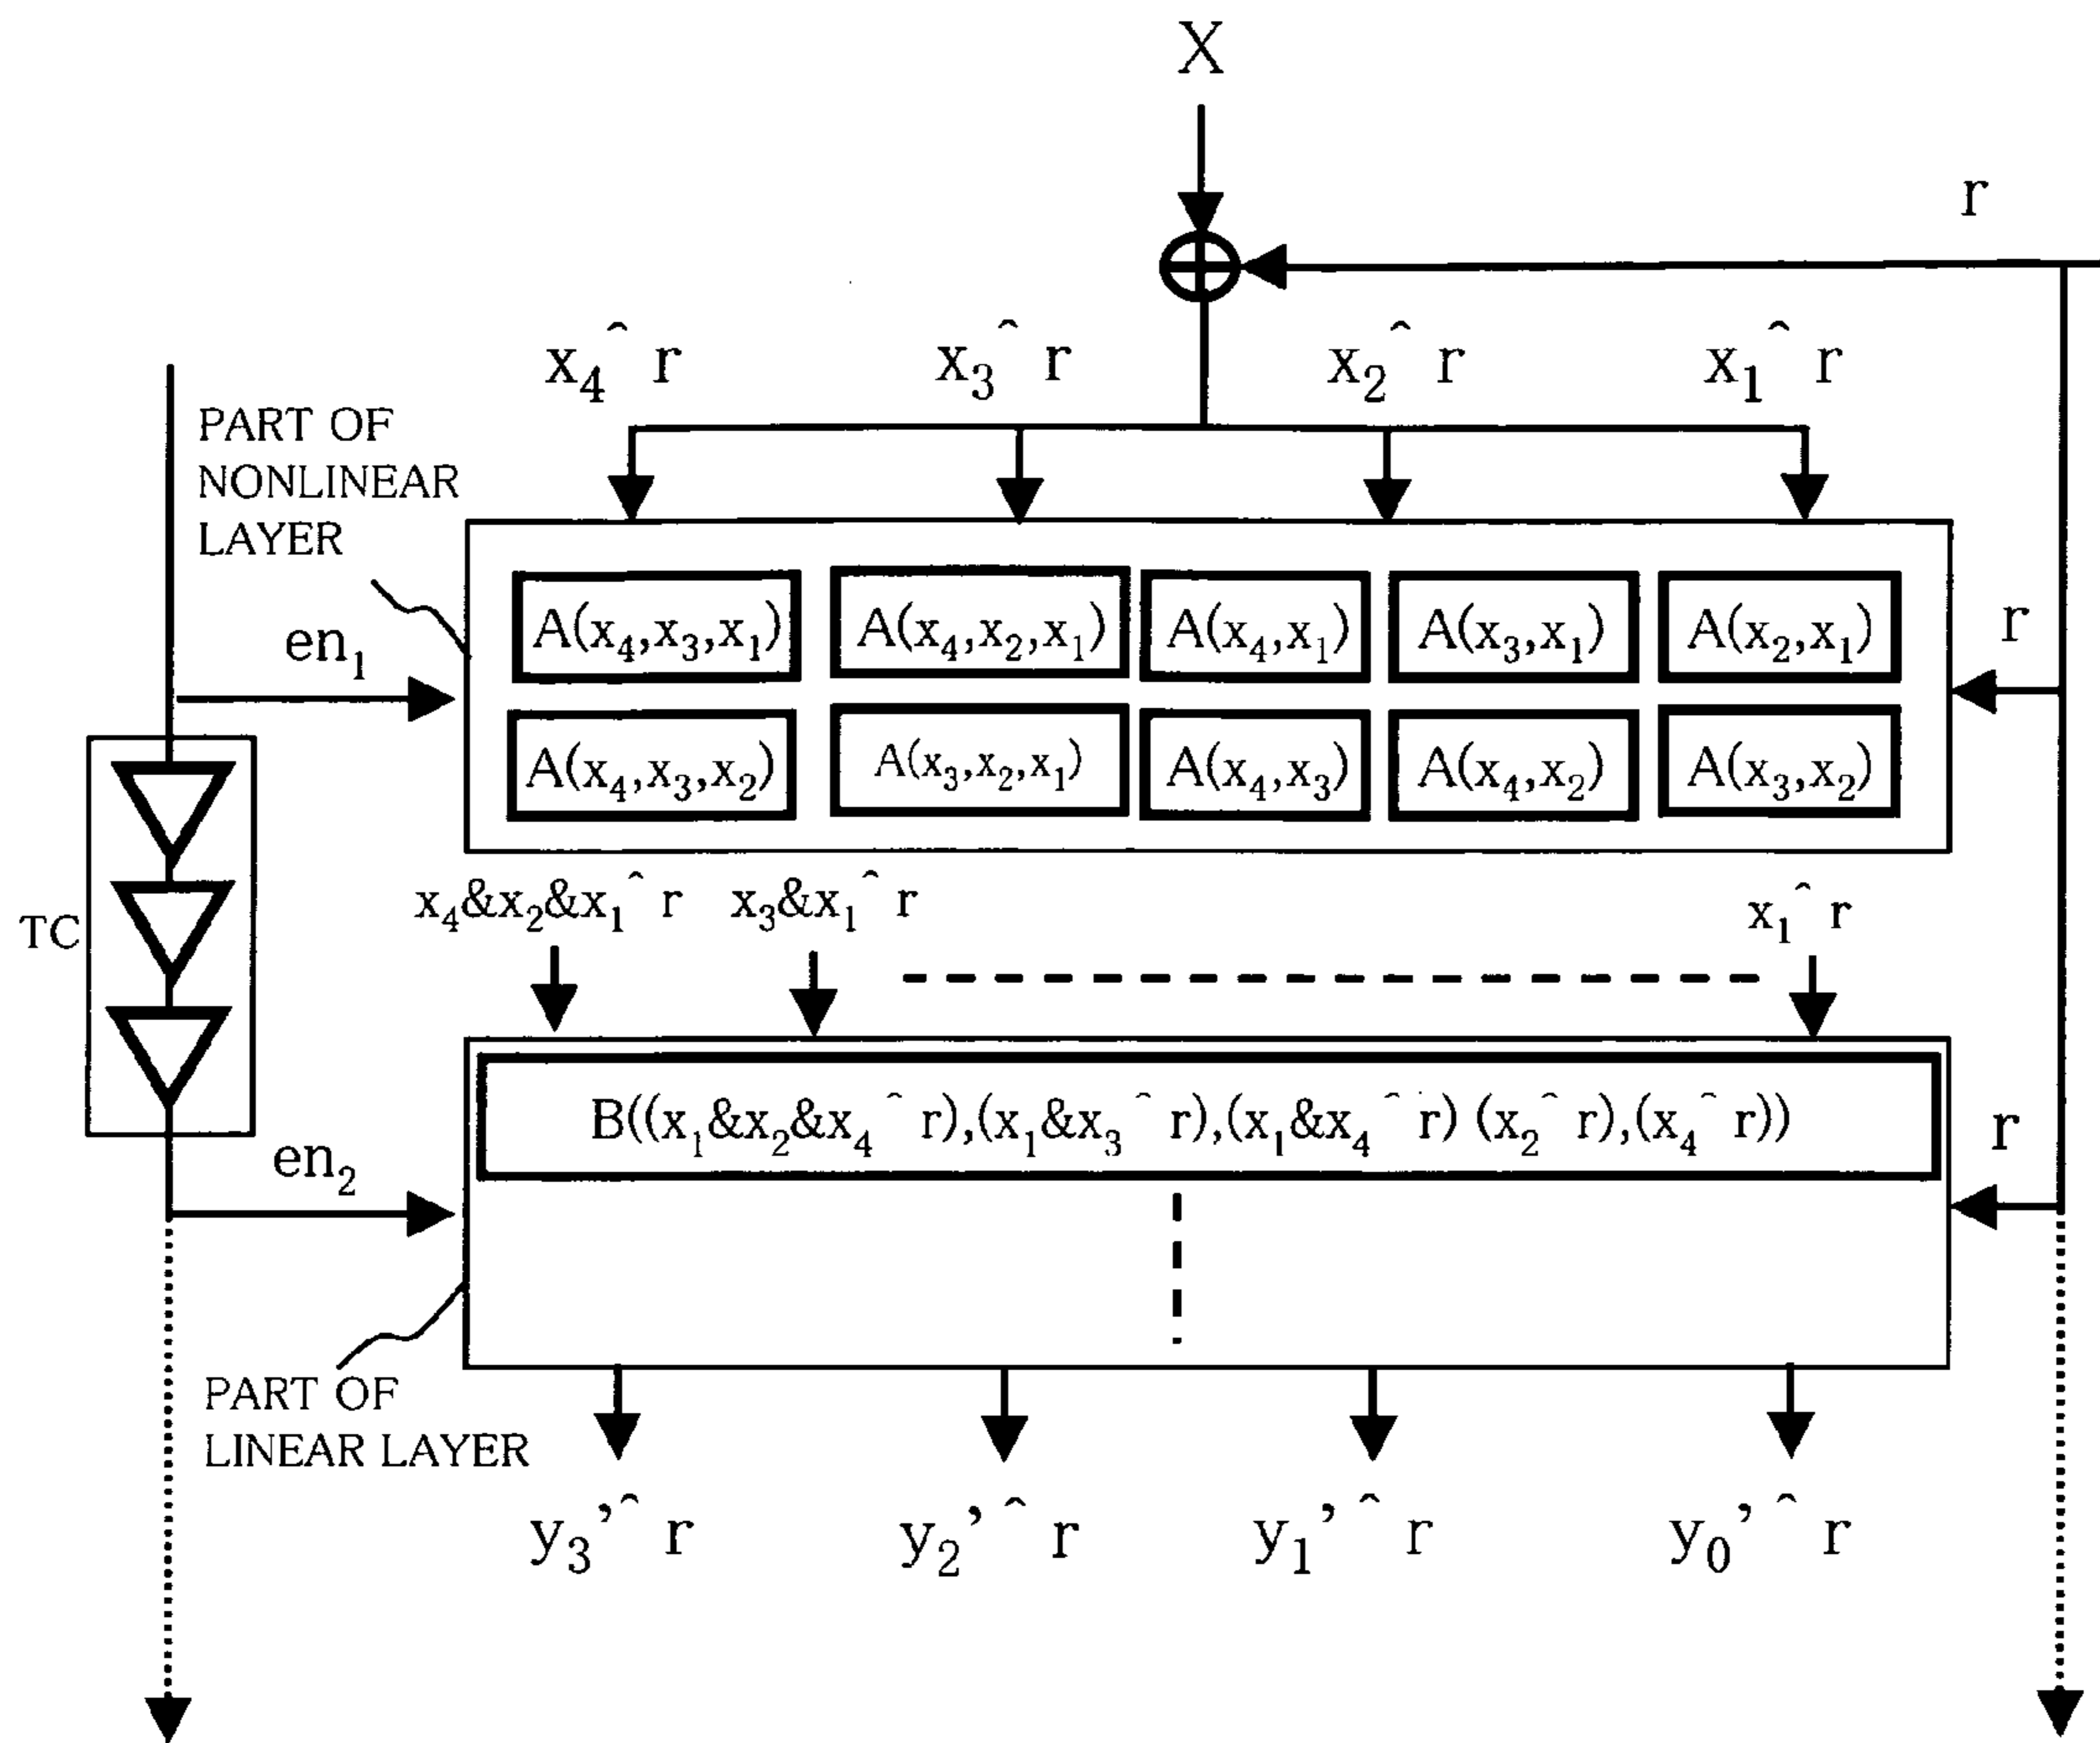 X
r
x₄^ r
x₃^ r
x₂^ r
x₁^ r
PART OF
NONLINEAR
LAYER
en₁
A(x₄,x₃,x₁)
A(x₄,x₂,x₁)
A(x₄,x₁)
A(x₃,x₁)
A(x₂,x₁)
r
A(x₄,x₃,x₂)
A(x₃,x₂,x₁)
A(x₄,x₃)
A(x₄,x₂)
A(x₃,x₂)
TC
x₄&x₂&x₁^ r
x₃&x₁^ r
x₁^ r
B((x₁&x₂&x₄ ^ r),(x₁&x₃ ^ r),(x₁&x₄ ^ r) (x₂^ r),(x₄^ r))
r
en₂
PART OF
LINEAR LAYER
y₃’^ r
y₂’^ r
y₁’^ r
y₀’^ r